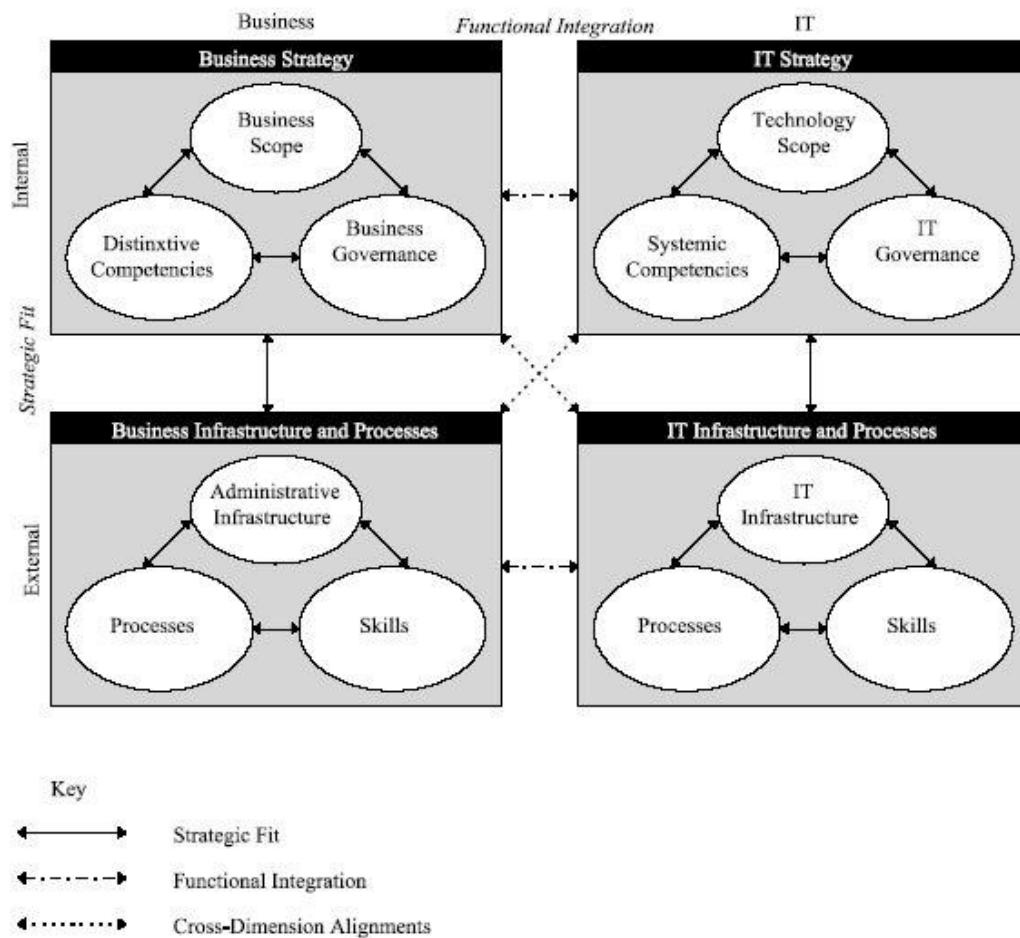 Business
Functional Integration
IT
Business Strategy
IT Strategy
Internal
Business
Scope
Distinxtive
Competencies
Business
Governance
Technology
Scope
Systemic
Competencies
IT
Governance
Strategic Fit
Business Infrastructure and Processes
IT Infrastructure and Processes
External
Administrative
Infrastructure
Processes
Skills
IT
Infrastructure
Processes
Skills
Key
Strategic Fit
Functional Integration
Cross-Dimension Alignments